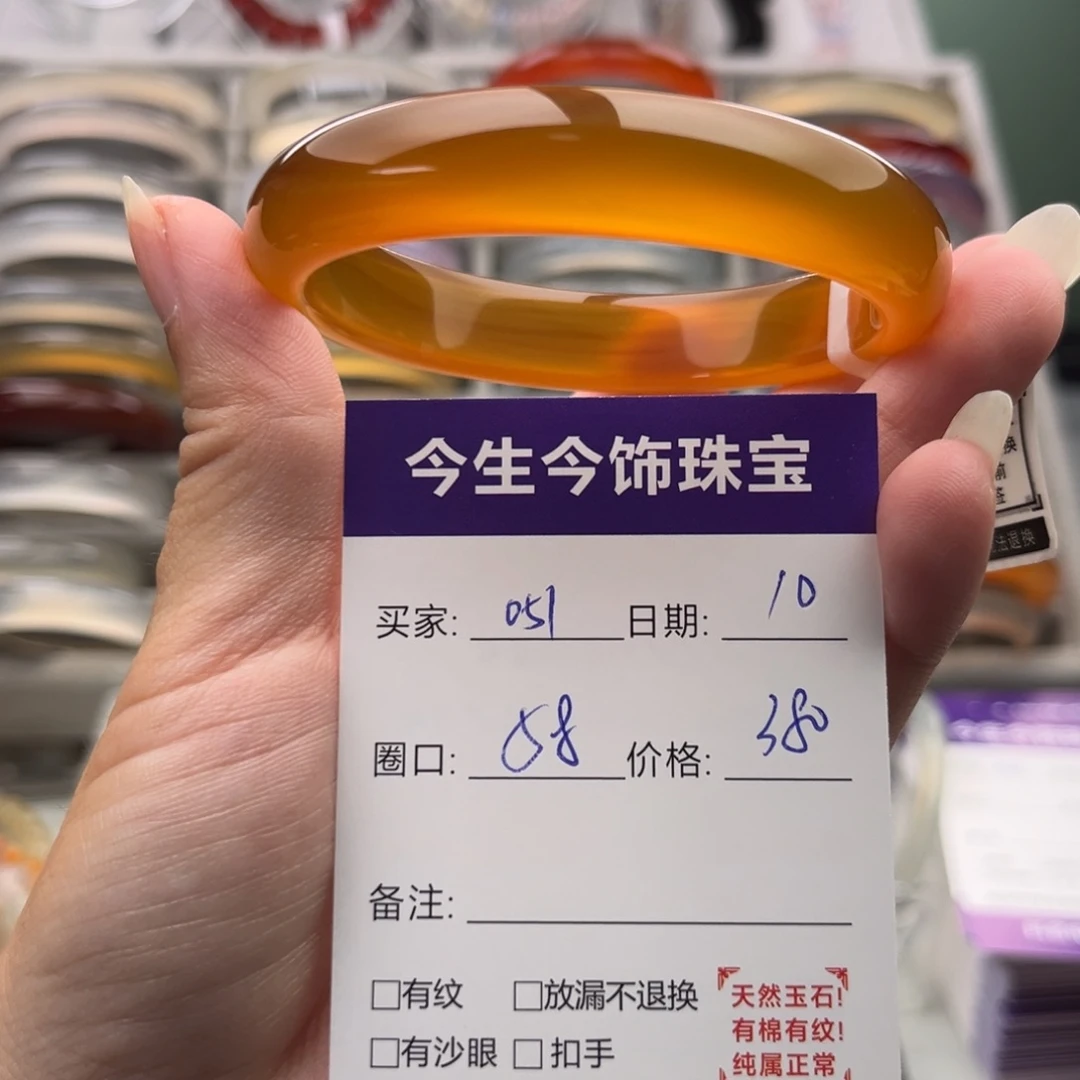 今生今饰珠宝
买家: 051 日期: 10
圈口: 58 价格: 380
备注:
□有纹 □放漏不退换
□有沙眼 □扣手
天然玉石!
有棉有纹!
纯属正常
换